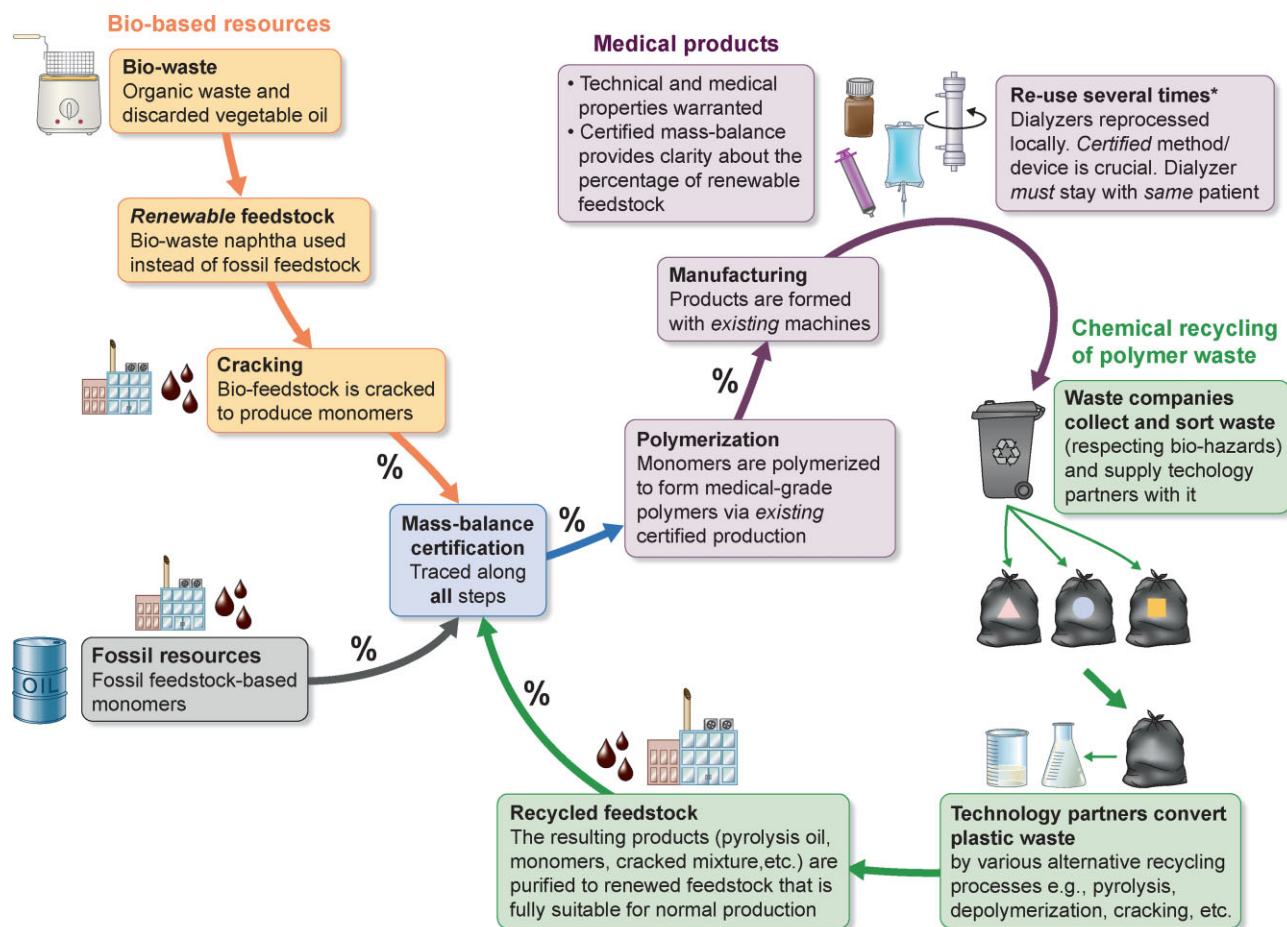 Bio-based resources
Bio-waste
Organic waste and
discarded vegetable oil
Renewable feedstock
Bio-waste naphtha used
instead of fossil feedstock
Cracking
Bio-feedstock is cracked
to produce monomers
%
Mass-balance
certification
Traced along
all steps
%
OIL
Fossil resources
Fossil feedstock-based
monomers
%
Medical products
• Technical and medical
properties warranted
• Certified mass-balance
provides clarity about the
percentage of renewable
feedstock
Re-use several times*
Dialyzers reprocessed
locally. Certified method/
device is crucial. Dialyzer
must stay with same patient
Manufacturing
Products are formed
with existing machines
%
Polymerization
Monomers are polymerized
to form medical-grade
polymers via existing
certified production
Chemical recycling
of polymer waste
Waste companies
collect and sort waste
(respecting bio-hazards)
and supply techology
partners with it
Technology partners convert
plastic waste
by various alternative recycling
processes e.g., pyrolysis,
depolymerization, cracking, etc.
Recycled feedstock
The resulting products (pyrolysis oil,
monomers, cracked mixture,etc.) are
purified to renewed feedstock that is
fully suitable for normal production
%